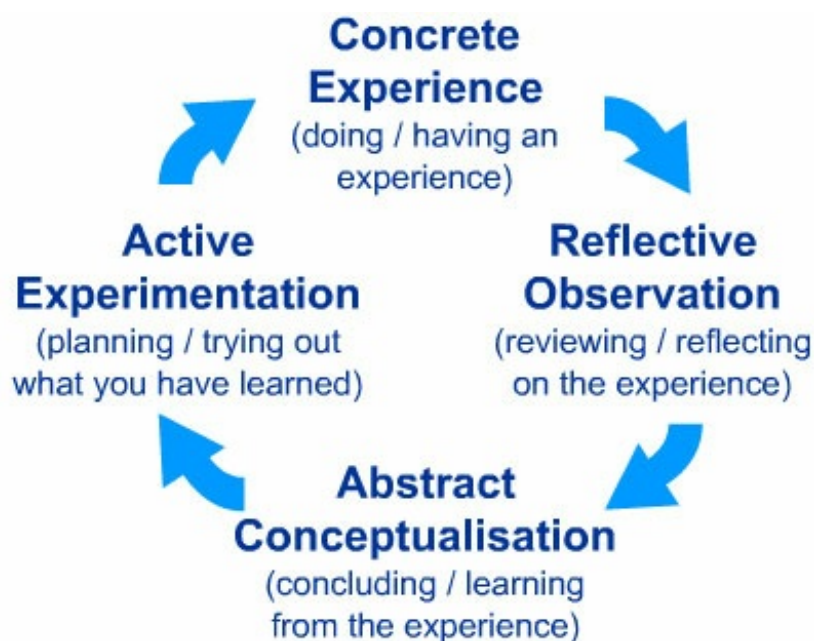 Concrete
Experience
(doing / having an
experience)
Reflective
Observation
(reviewing / reflecting
on the experience)
Abstract
Conceptualisation
(concluding / learning
from the experience)
Active
Experimentation
(planning / trying out
what you have learned)